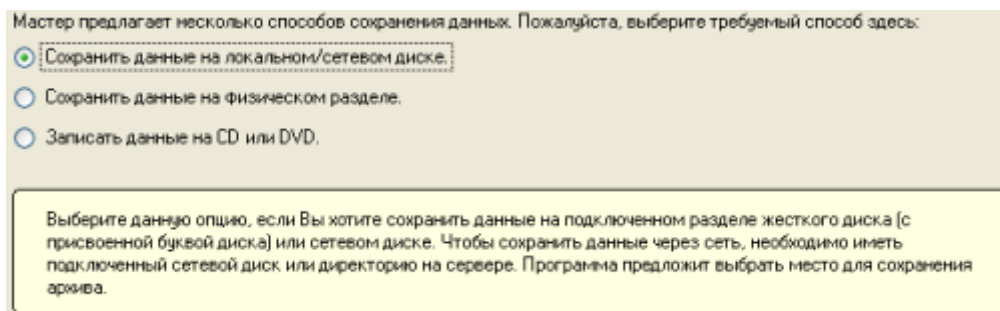 Мастер предлагает несколько способов сохранения данных. Пожалуйста, выберите требуемый способ здесь:
Сохранить данные на локальном/сетевом диске.
Сохранить данные на физическом разделе.
Записать данные на CD или DVD.
Выберите данную опцию, если Вы хотите сохранить данные на подключенном разделе жесткого диска (с
присвоенной буквой диска) или сетевом диске. Чтобы сохранить данные через сеть, необходимо иметь
подключенный сетевой диск или директорию на сервере. Программа предложит выбрать место для сохранения
архива.